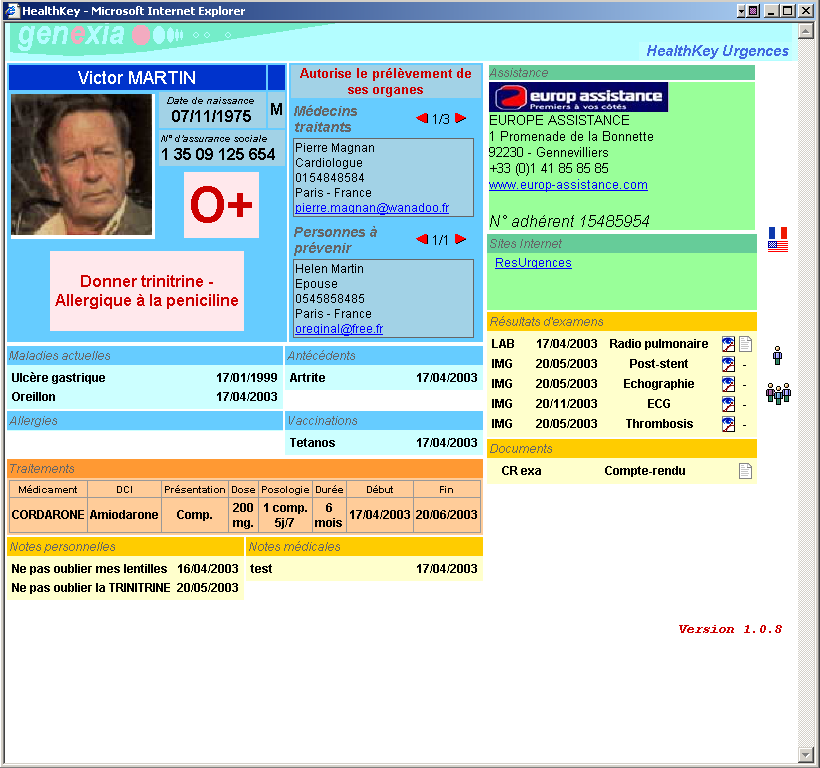 HealthKey - Microsoft Internet Explorer
genexia
HealthKey Urgences
Victor MARTIN
Date de naissance
07/11/1975
M
N° d'assurance sociale
1 35 09 125 654
O+
Donner trinitrine -
Allergique à la peniciline
Autorise le prélèvement de
ses organes
Médecins
traitants
1/3
Pierre Magnan
Cardiologue
0154848584
Paris - France
pierre.magnan@wanadoo.fr
Personnes à
prévenir
1/1
Helen Martin
Epouse
0545858485
Paris - France
oreginal@free.fr
Assistance
europ assistance
Premiers à vos côtés
EUROPE ASSISTANCE
1 Promenade de la Bonnette
92230 - Gennevilliers
+33 (0)1 41 85 85 85
www.europ-assistance.com
N° adhérent 15485954
Sites Internet
ResUrgences
Résultats d'examens
LAB 17/04/2003 Radio pulmonaire
IMG 20/05/2003 Post-stent -
IMG 20/05/2003 Echographie -
IMG 20/11/2003 ECG -
IMG 20/05/2003 Thrombosis -
Documents
CR exa Compte-rendu
Maladies actuelles
Ulcère gastrique 17/01/1999
Oreillon 17/04/2003
Antécédents
Artrite 17/04/2003
Allergies
Vaccinations
Tetanos 17/04/2003
Traitements
Médicament DCI Présentation Dose Posologie Durée Début Fin
CORDARONE Amiodarone Comp. 200 mg. 1 comp. 5j/7 6 mois 17/04/2003 20/06/2003
Notes personnelles
Ne pas oublier mes lentilles 16/04/2003
Ne pas oublier la TRINITRINE 20/05/2003
Notes médicales
test 17/04/2003
Version 1.0.8